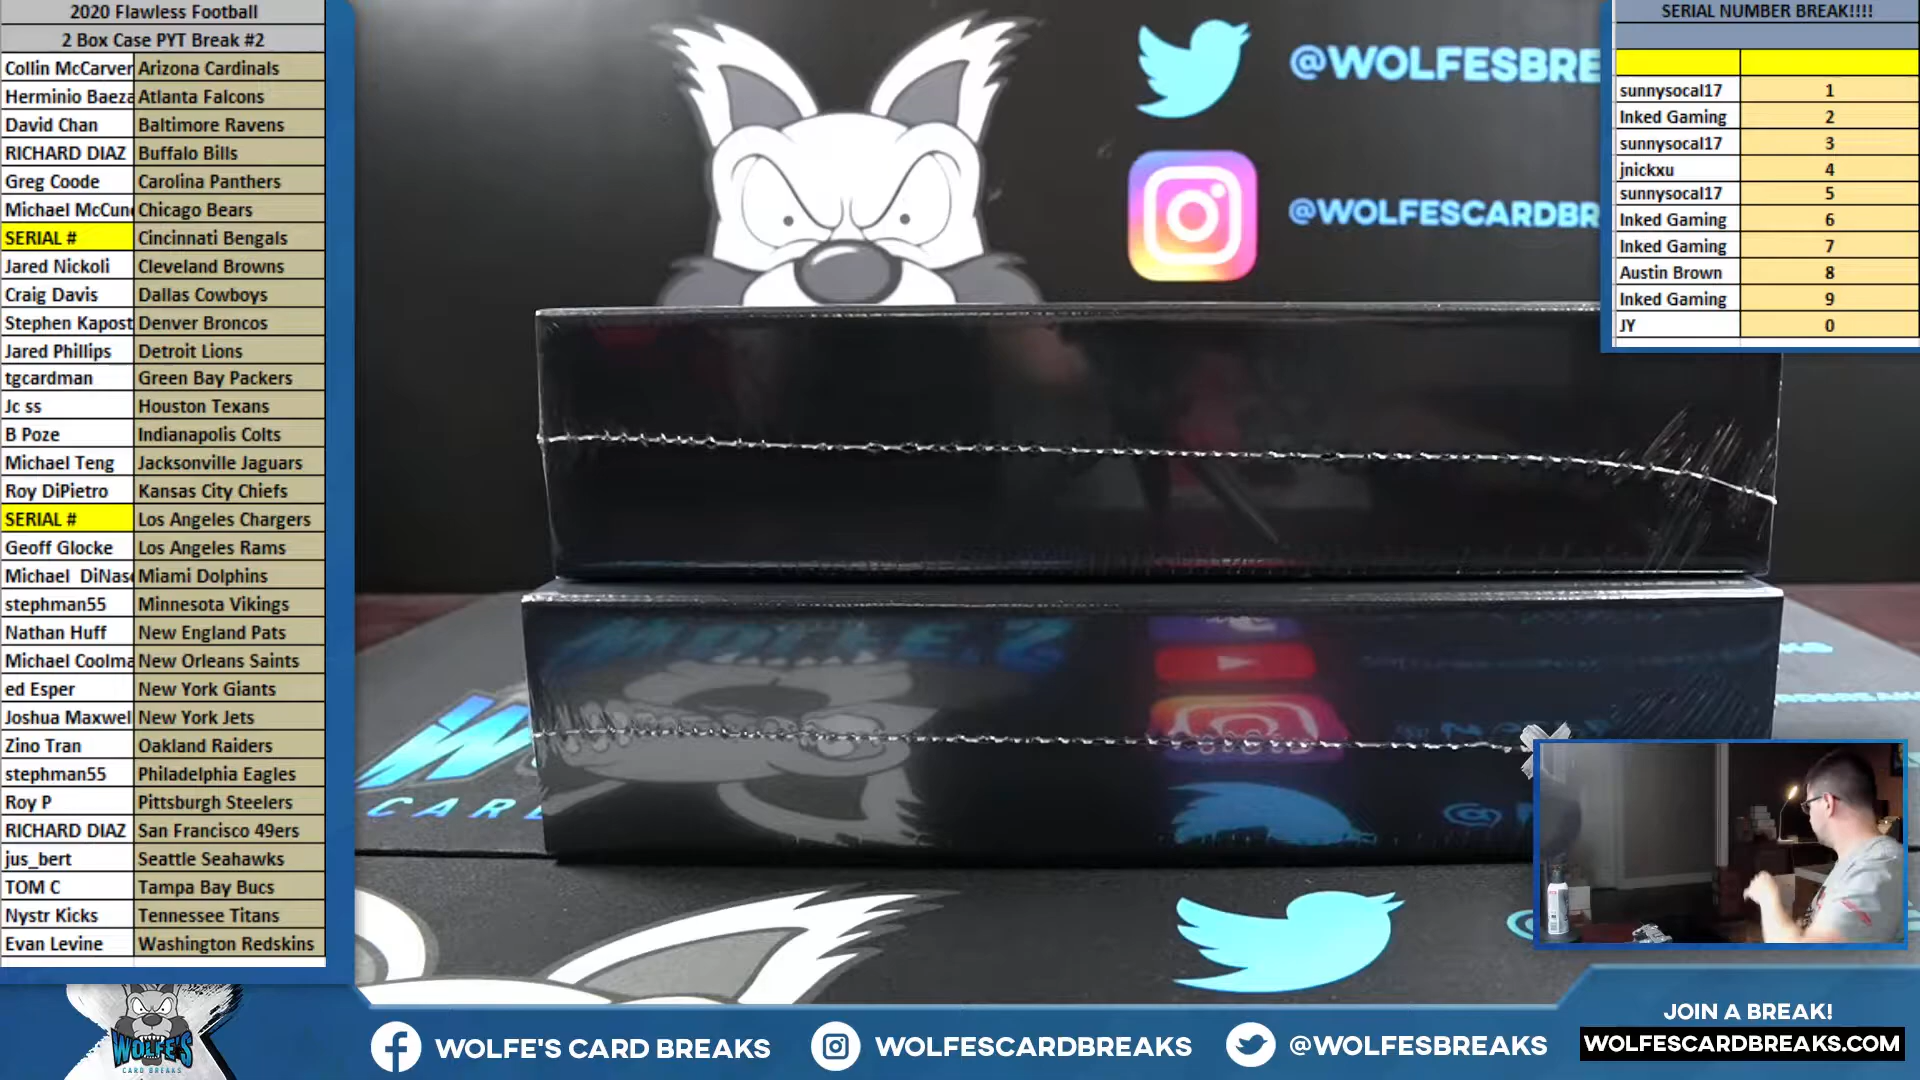 2020 Flawless Football
2 Box Case PYT Break #2
Collin McCarver Arizona Cardinals
Herminio Baeza Atlanta Falcons
David Chan Baltimore Ravens
RICHARD DIAZ Buffalo Bills
Greg Coode Carolina Panthers
Michael McCun Chicago Bears
SERIAL # Cincinnati Bengals
Jared Nickoli Cleveland Browns
Craig Davis Dallas Cowboys
Stephen Kapost Denver Broncos
Jared Phillips Detroit Lions
tgcardman Green Bay Packers
Jc ss Houston Texans
B Poze Indianapolis Colts
Michael Teng Jacksonville Jaguars
Roy DiPietro Kansas City Chiefs
SERIAL # Los Angeles Chargers
Geoff Glocke Los Angeles Rams
Michael DiNas Miami Dolphins
stephman55 Minnesota Vikings
Nathan Huff New England Pats
Michael Coolma New Orleans Saints
ed Esper New York Giants
Joshua Maxwel New York Jets
Zino Tran Oakland Raiders
stephman55 Philadelphia Eagles
Roy P Pittsburgh Steelers
RICHARD DIAZ San Francisco 49ers
jus_bert Seattle Seahawks
TOM C Tampa Bay Bucs
Nystr Kicks Tennessee Titans
Evan Levine Washington Redskins
@WOLFESBRE
@WOLFESCARDBR
SERIAL NUMBER BREAK!!!!
sunnysocal17 1
Inked Gaming 2
sunnysocal17 3
jnickxu 4
sunnysocal17 5
Inked Gaming 6
Inked Gaming 7
Austin Brown 8
Inked Gaming 9
JY 0
WOLFE'S
CARD BREAKS
WOLFE'S CARD BREAKS
WOLFESCARDBREAKS
@WOLFESBREAKS
JOIN A BREAK!
WOLFESCARDBREAKS.COM